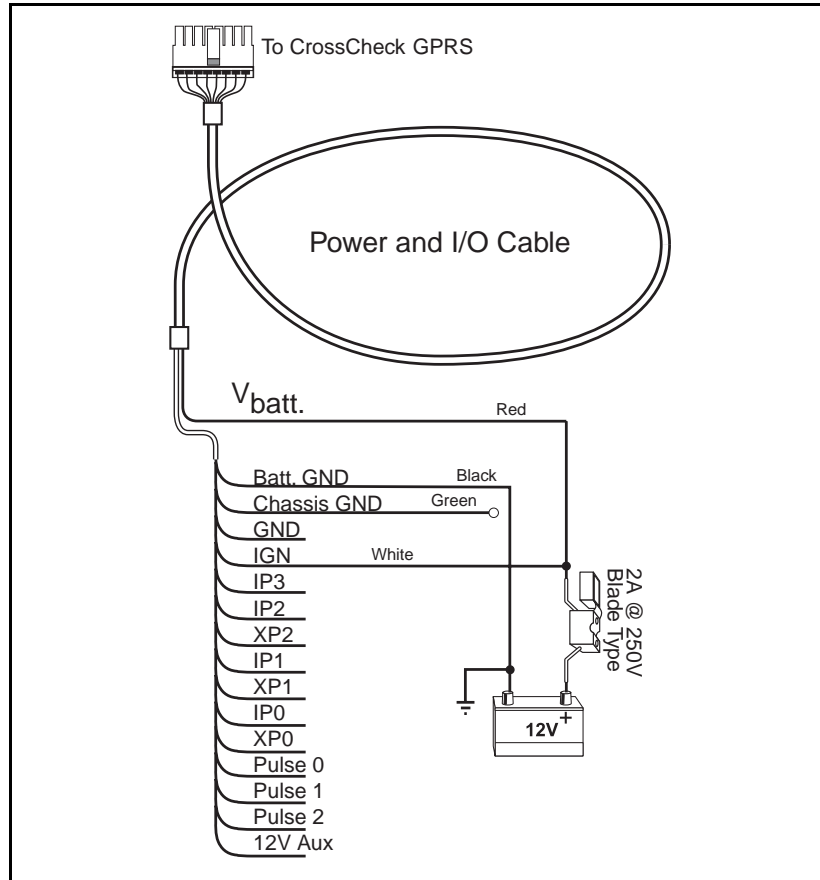 To CrossCheck GPRS
Power and I/O Cable
Vbatt.
Red
Batt. GND
Black
Chassis GND
Green
GND
IGN
White
IP3
IP2
XP2
IP1
XP1
IP0
XP0
Pulse 0
Pulse 1
Pulse 2
12V Aux
2A @ 250V
Blade Type
12V +